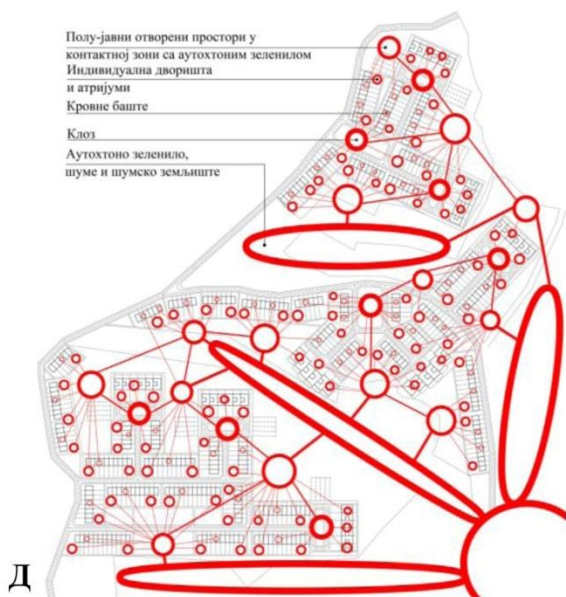 Полу-јавни отворени простори у
контактној зони са аутохтоним зеленилом
Индивидуална дворишта
и атријуми
Кровне баште
Клоз
Аутохтоно зеленило,
шуме и шумско земљиште
Д